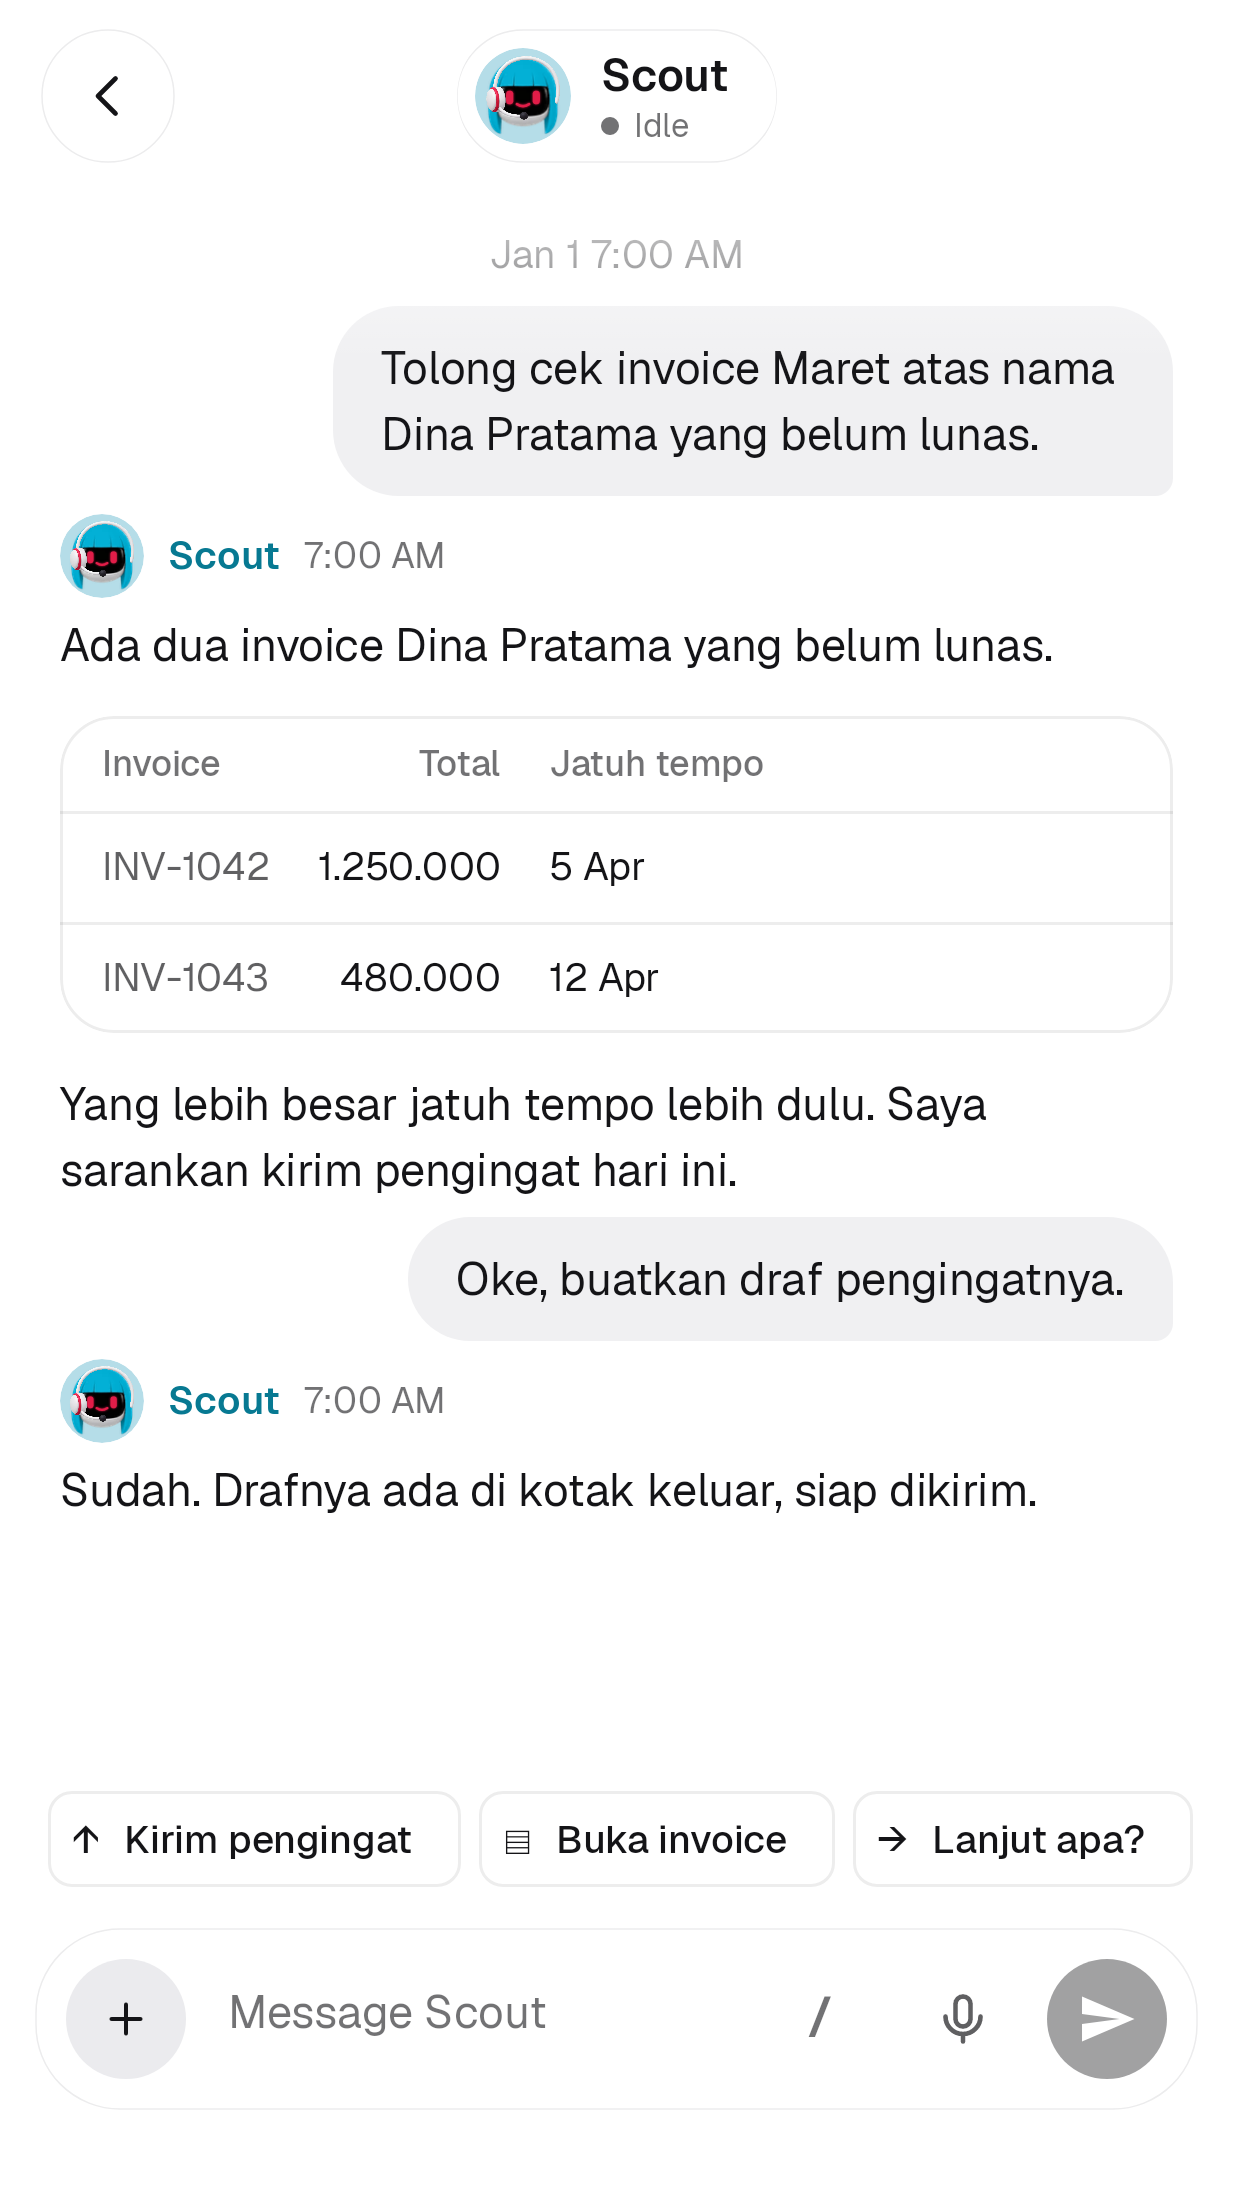 Scout
Idle
Jan 1 7:00 AM
Tolong cek invoice Maret atas nama
Dina Pratama yang belum lunas.
Scout 7:00 AM
Ada dua invoice Dina Pratama yang belum lunas.
Invoice Total Jatuh tempo
INV-1042 1.250.000 5 Apr
INV-1043 480.000 12 Apr
Yang lebih besar jatuh tempo lebih dulu. Saya
sarankan kirim pengingat hari ini.
Oke, buatkan draf pengingatnya.
Scout 7:00 AM
Sudah. Drafnya ada di kotak keluar, siap dikirim.
↑ Kirim pengingat ▤ Buka invoice → Lanjut apa?
+ Message Scout /